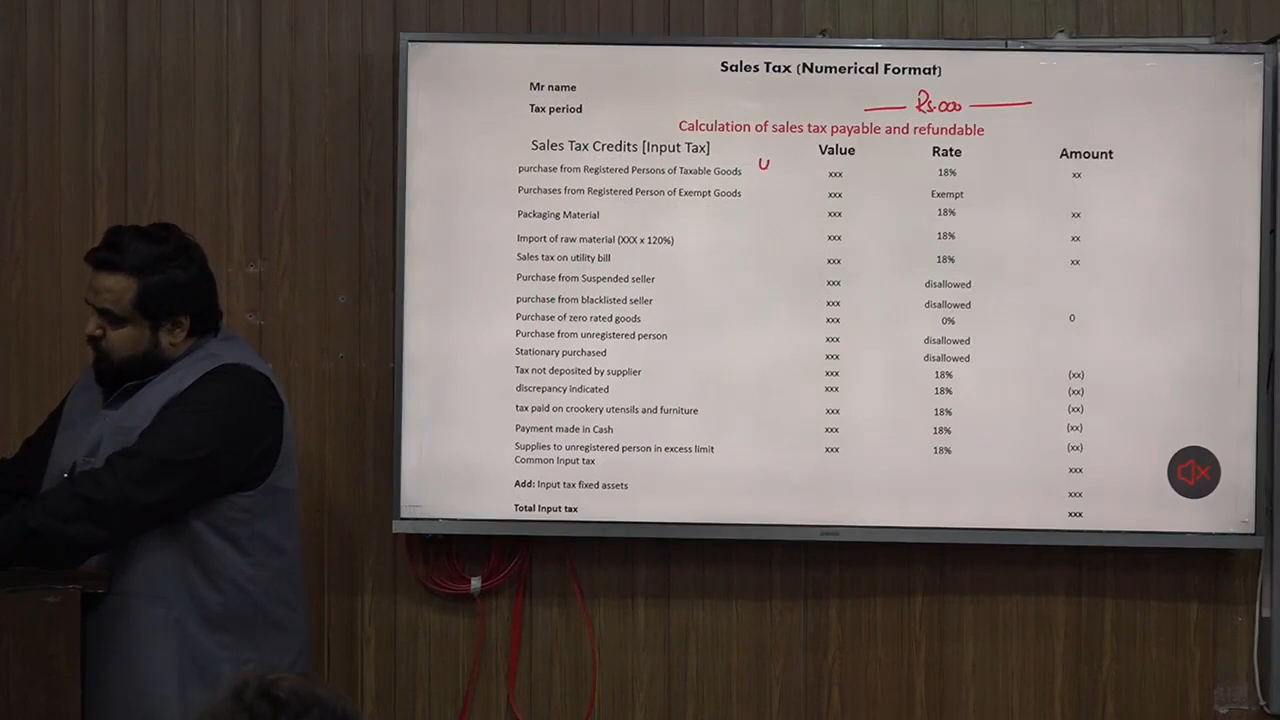 Sales Tax (Numerical Format)
Mr name
Tax period
Rs.000
Calculation of sales tax payable and refundable
Sales Tax Credits [Input Tax] Value Rate Amount
purchase from Registered Persons of Taxable Goods U xxx 18% xx
Purchases from Registered Person of Exempt Goods xxx Exempt
Packaging Material xxx 18% xx
Import of raw material (XXX x 120%) xxx 18% xx
Sales tax on utility bill xxx 18% xx
Purchase from Suspended seller xxx disallowed
purchase from blacklisted seller xxx disallowed
Purchase of zero rated goods xxx 0% 0
Purchase from unregistered person xxx disallowed
Stationary purchased xxx disallowed
Tax not deposited by supplier xxx 18% (xx)
discrepancy indicated xxx 18% (xx)
tax paid on crookery utensils and furniture xxx 18% (xx)
Payment made in Cash xxx 18% (xx)
Supplies to unregistered person in excess limit xxx 18% (xx)
Common Input tax xxx
Add: Input tax fixed assets xxx
Total Input tax xxx